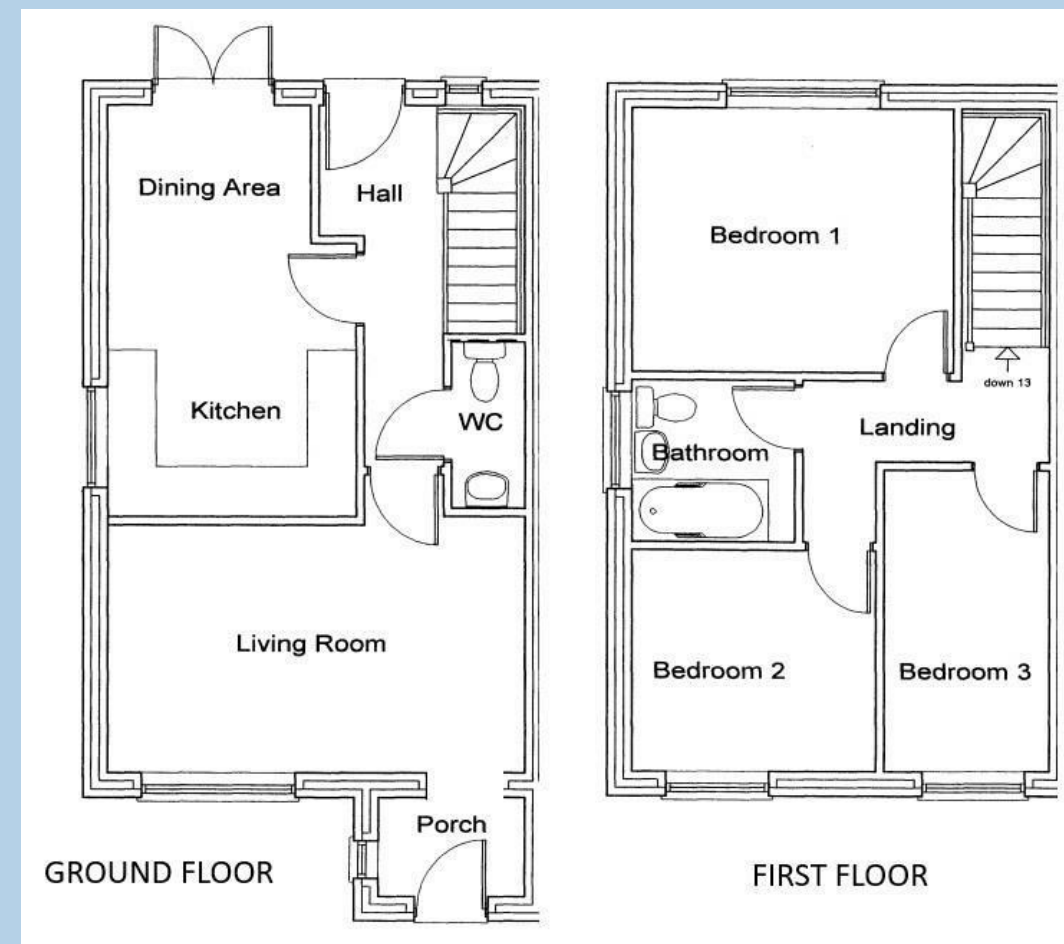 Dining Area
Hall
Kitchen
WC
Living Room
Porch
GROUND FLOOR
Bedroom 1
down 13
Landing
Bathroom
Bedroom 2
Bedroom 3
FIRST FLOOR